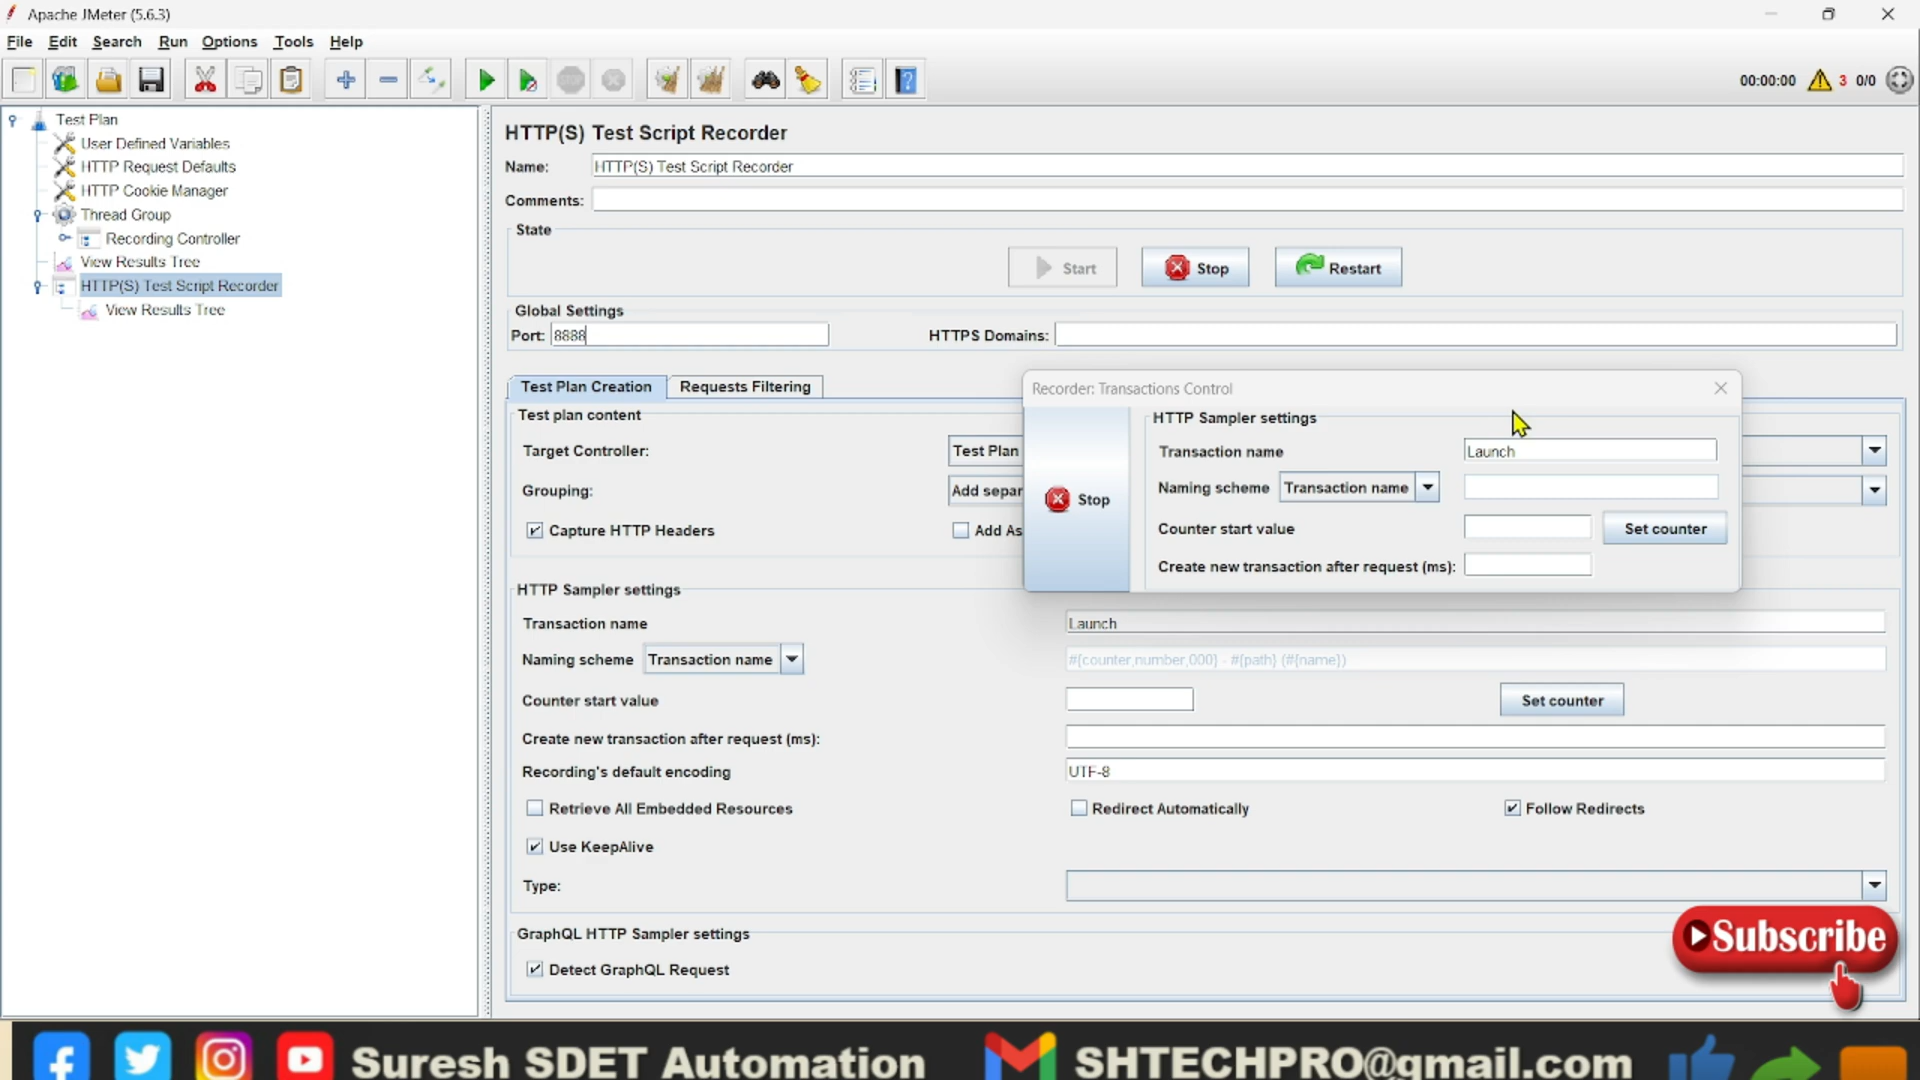 Apache JMeter (5.6.3)
File Edit Search Run Options Tools Help
00:00:00 3 0/0
Test Plan
User Defined Variables
HTTP Request Defaults
HTTP Cookie Manager
Thread Group
Recording Controller
View Results Tree
HTTP(S) Test Script Recorder
View Results Tree
HTTP(S) Test Script Recorder
Name: HTTP(S) Test Script Recorder
Comments:
State
Start Stop Restart
Global Settings
Port: 8888 HTTPS Domains:
Test Plan Creation Requests Filtering
Test plan content
Target Controller: Test Plan
Grouping: Add separ
Capture HTTP Headers Add As
Recorder: Transactions Control
Stop
HTTP Sampler settings
Transaction name Launch
Naming scheme Transaction name
Counter start value Set counter
Create new transaction after request (ms):
HTTP Sampler settings
Transaction name Launch
Naming scheme Transaction name #{counter,number,000} - #{path} (#{name})
Counter start value Set counter
Create new transaction after request (ms):
Recording's default encoding UTF-8
Retrieve All Embedded Resources Redirect Automatically Follow Redirects
Use KeepAlive
Type:
GraphQL HTTP Sampler settings
Detect GraphQL Request
Subscribe
Suresh SDET Automation SHTECHPRO@gmail.com